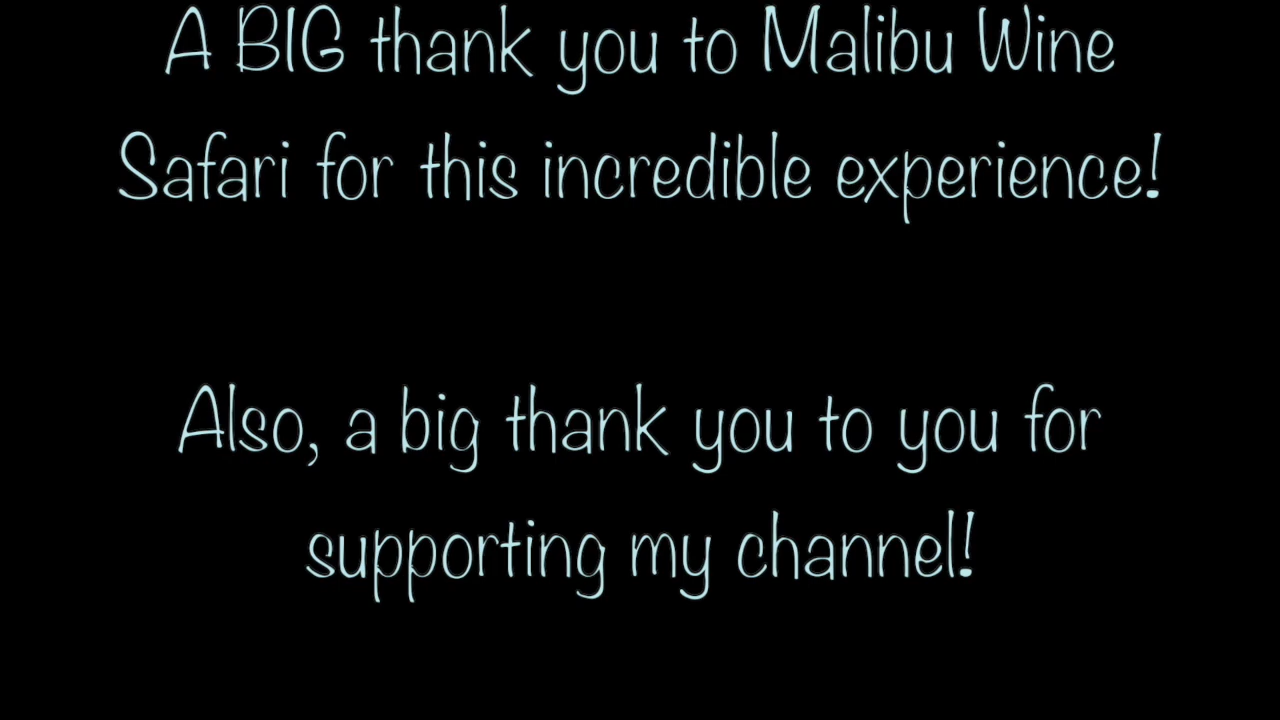 A BIG thank you to Malibu Wine
Safari for this incredible experience!
Also, a big thank you to you for
supporting my channel!